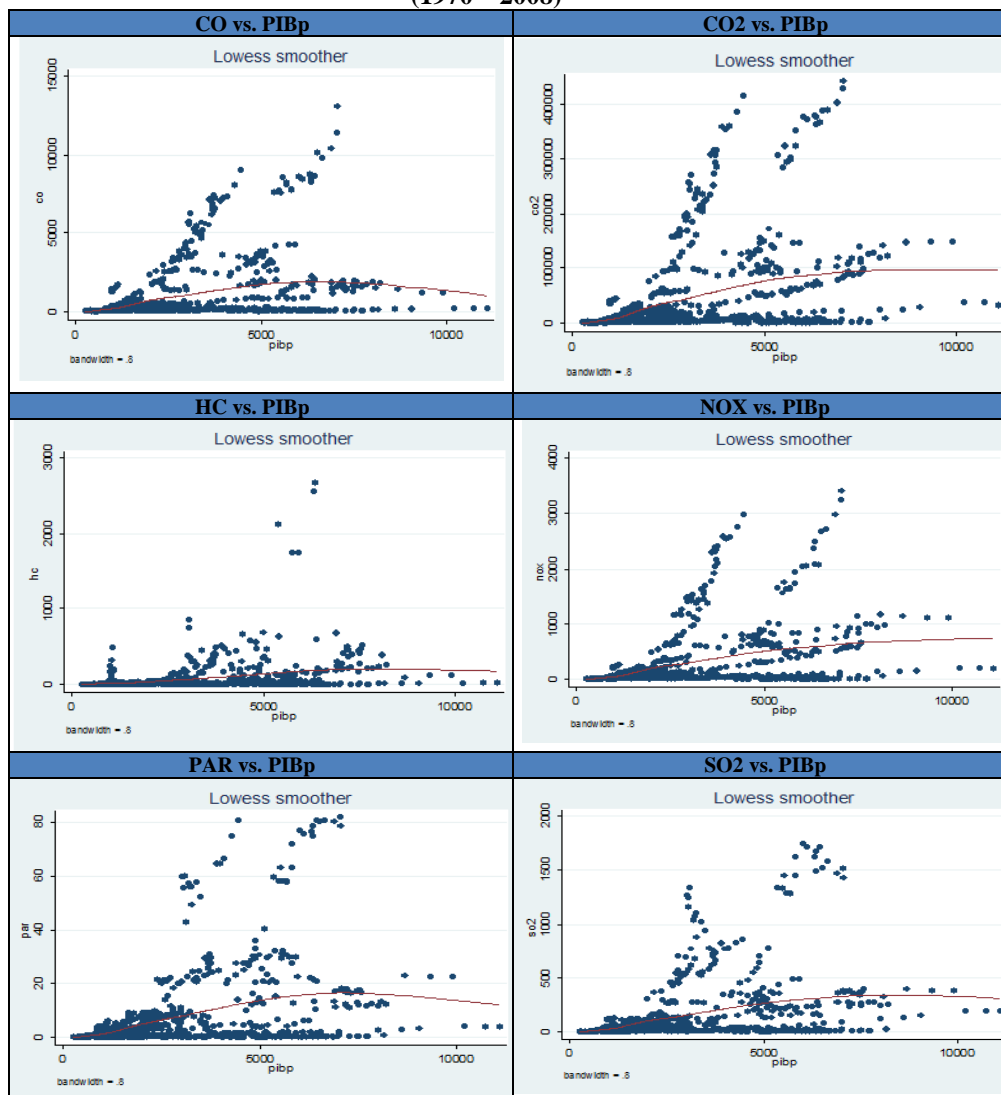 (1970 – 2008)
CO vs. PIBp
CO2 vs. PIBp
Lowess smoother
co
0
5000
10000
15000
0
5000
10000
pibp
bandwidth = .8
Lowess smoother
co2
0
100000
200000
300000
400000
0
5000
10000
pibp
bandwidth = .8
HC vs. PIBp
NOX vs. PIBp
Lowess smoother
hc
0
1000
2000
3000
0
5000
10000
pibp
bandwidth = .8
Lowess smoother
nox
0
1000
2000
3000
4000
0
5000
10000
pibp
bandwidth = .8
PAR vs. PIBp
SO2 vs. PIBp
Lowess smoother
par
0
20
40
60
80
0
5000
10000
pibp
bandwidth = .8
Lowess smoother
so2
0
500
1000
1500
2000
0
5000
10000
pibp
bandwidth = .8